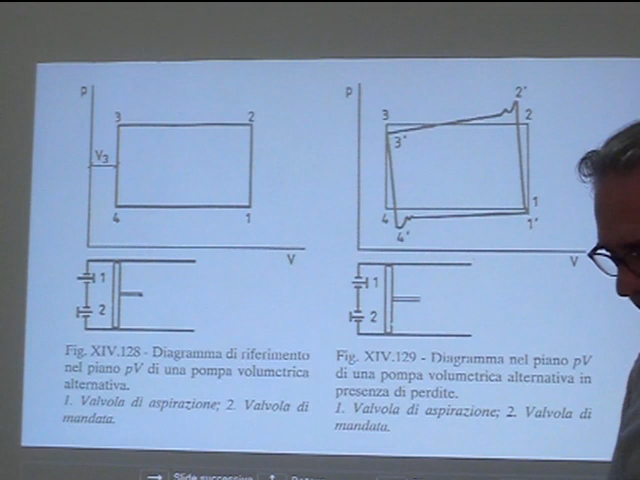 p
3
2
V3
4
1
V
1
2
Fig. XIV.128 - Diagramma di riferimento
nel piano pV di una pompa volumetrica
alternativa.
1. Valvola di aspirazione; 2. Valvola di
mandata.
p
2'
3
2
3'
4
1
4'
1'
V
1
2
Fig. XIV.129 - Diagramma nel piano pV
di una pompa volumetrica alternativa in
presenza di perdite.
1. Valvola di aspirazione; 2. Valvola di
mandata.
Slide successiva